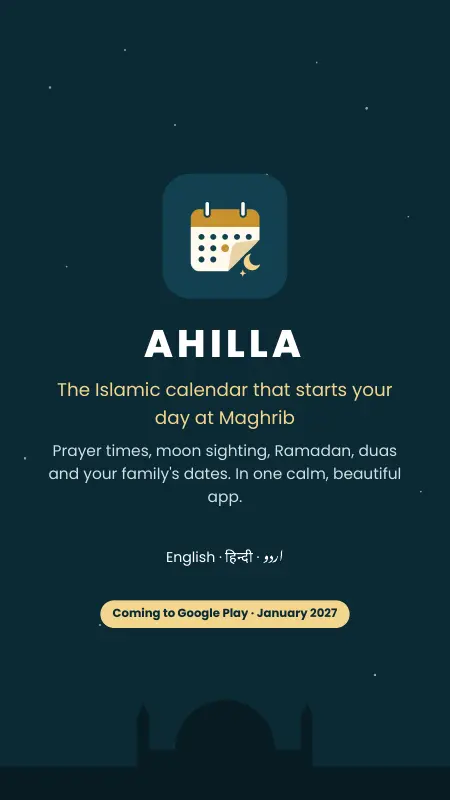 AHILLA
The Islamic calendar that starts your
day at Maghrib
Prayer times, moon sighting, Ramadan, duas
and your family's dates. In one calm, beautiful
app.
English · हिन्दी · اردو
Coming to Google Play · January 2027